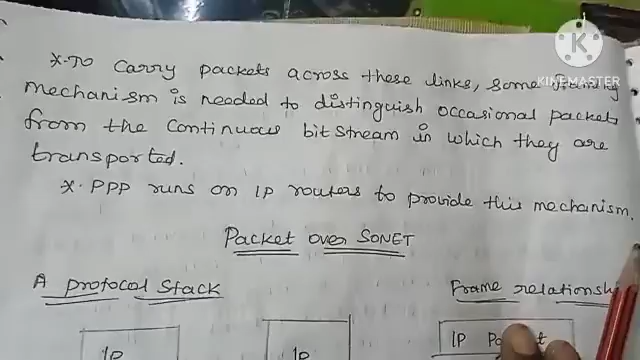 *. To carry packets across these links, some framing
KINEMASTER
mechanism is needed to distinguish occasional packets
from the continuous bit stream in which they are
transported.
*. PPP runs on IP routers to provide this mechanism.
Packet over SONET
A protocol stack
Frame relationshi
IP
IP
IP